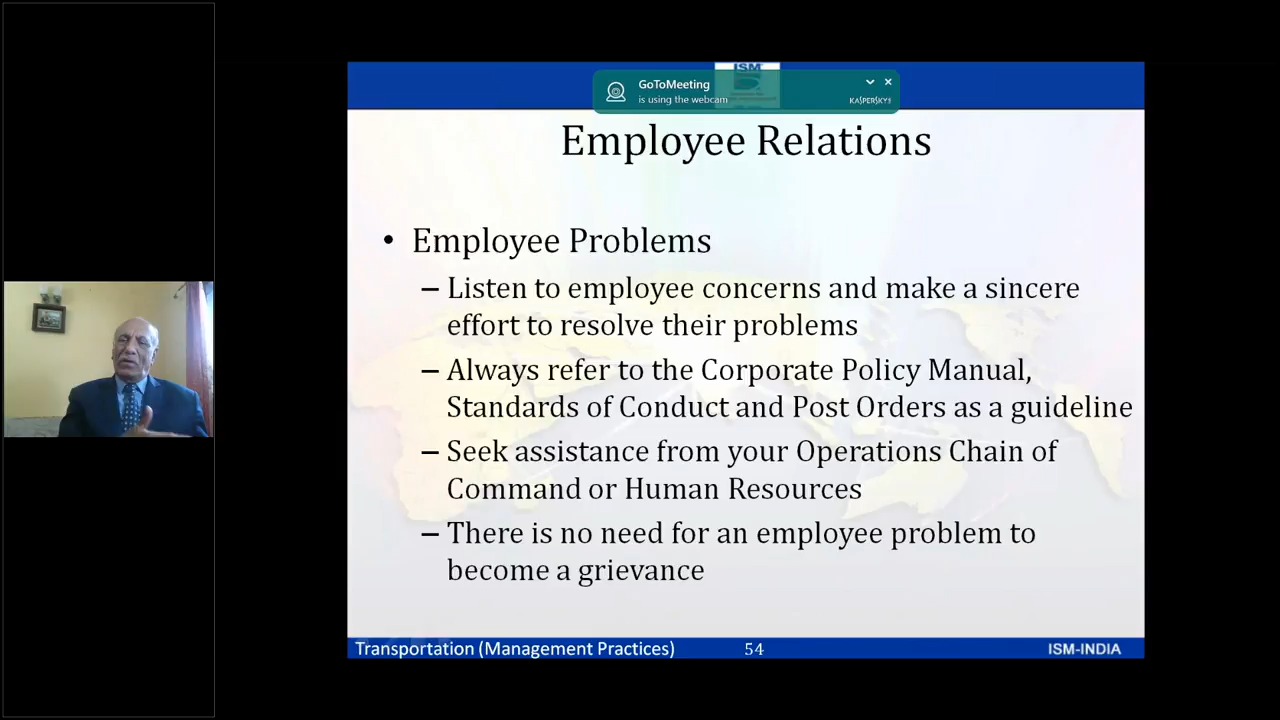 ISM
GoToMeeting
is using the webcam
KASPERSKY
Employee Relations
• Employee Problems
– Listen to employee concerns and make a sincere
effort to resolve their problems
– Always refer to the Corporate Policy Manual,
Standards of Conduct and Post Orders as a guideline
– Seek assistance from your Operations Chain of
Command or Human Resources
– There is no need for an employee problem to
become a grievance
Transportation (Management Practices) 54 ISM-INDIA